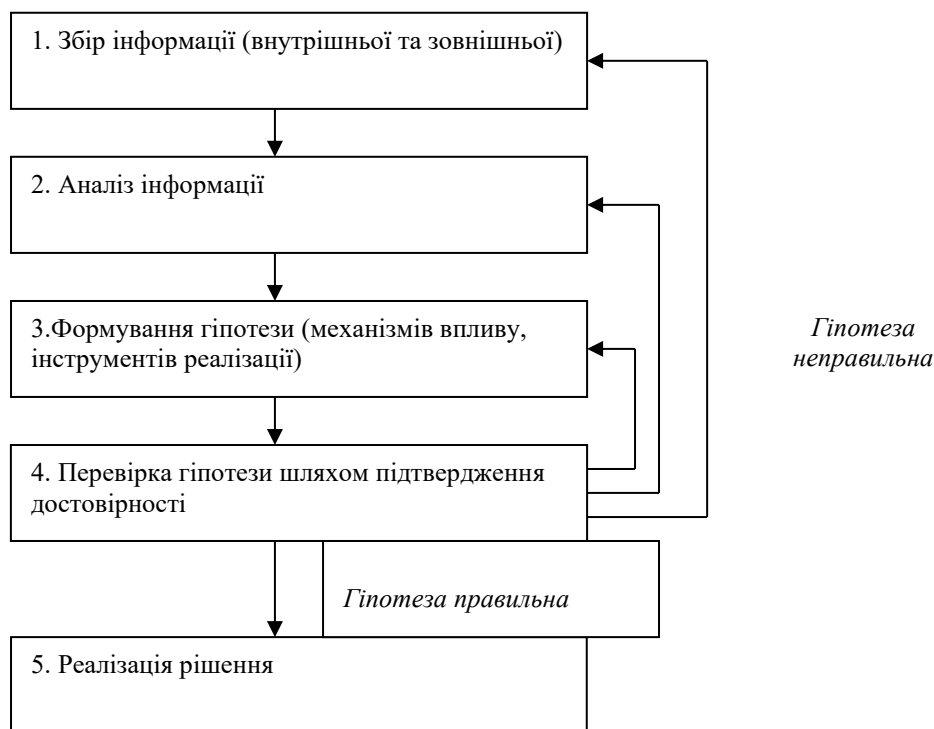 1. Збір інформації (внутрішньої та зовнішньої)
2. Аналіз інформації
3.Формування гіпотези (механізмів впливу,
інструментів реалізації)
Гіпотеза
неправильна
4. Перевірка гіпотези шляхом підтвердження
достовірності
Гіпотеза правильна
5. Реалізація рішення